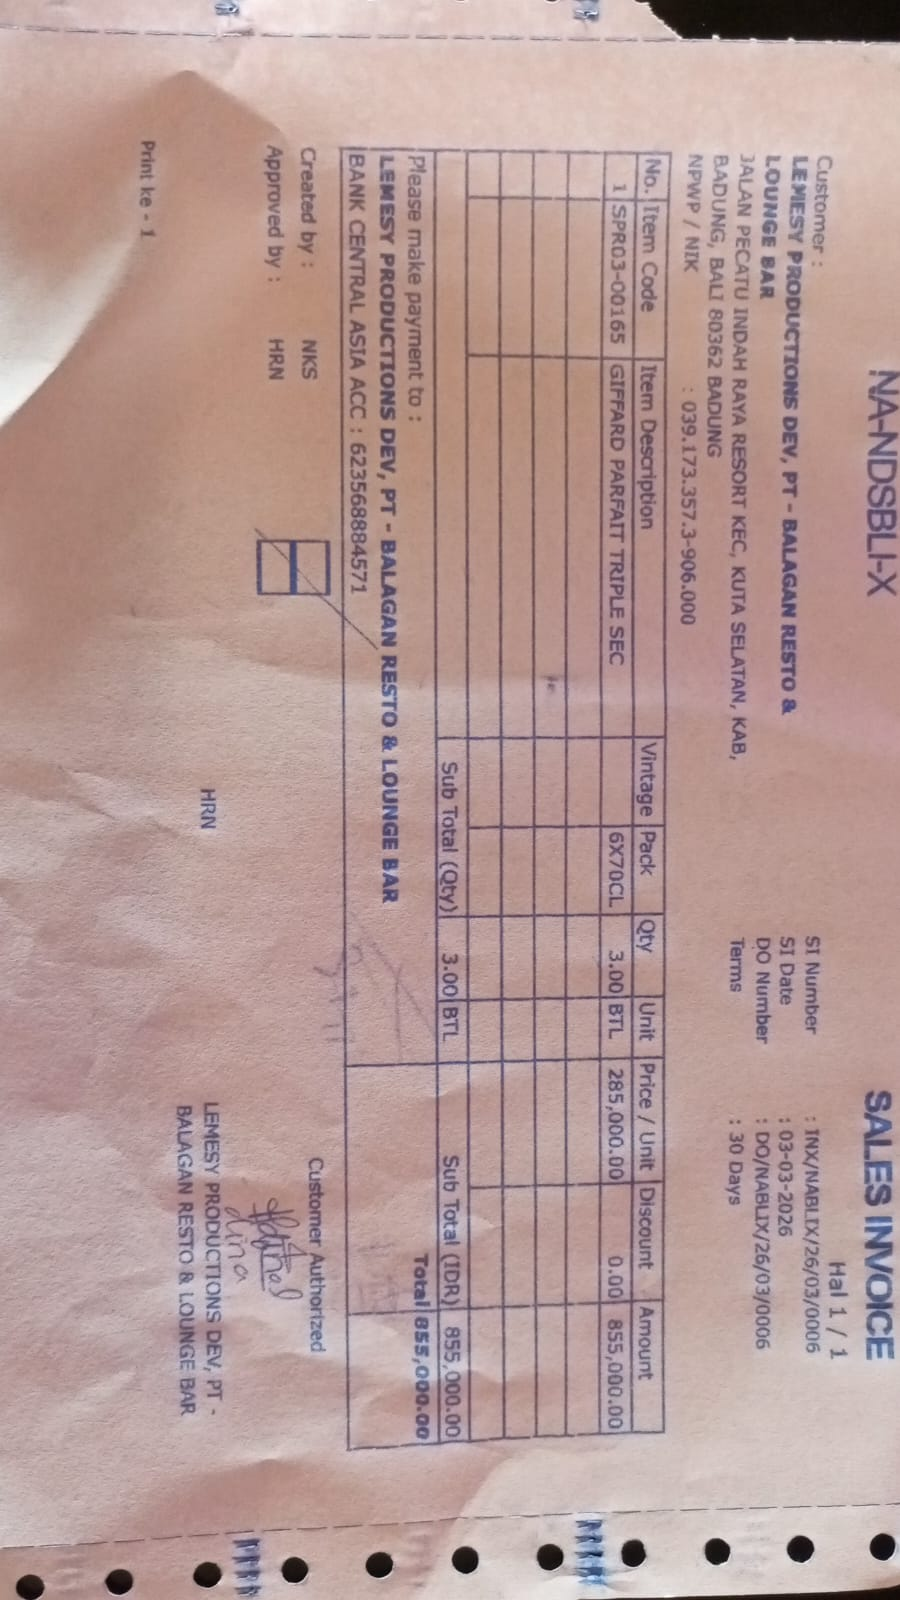 NA-NDSBLI-X
SALES INVOICE
Hal 1 / 1
Customer :
LEMESY PRODUCTIONS DEV, PT - BALAGAN RESTO &
LOUNGE BAR
JALAN PECATU INDAH RAYA RESORT KEC, KUTA SELATAN, KAB,
BADUNG, BALI 80362 BADUNG
NPWP / NIK : 039.173.357.3-906.000
SI Number : INX/NABLIX/26/03/0006
SI Date : 03-03-2026
DO Number : DO/NABLIX/26/03/0006
Terms : 30 Days
No. Item Code Item Description Vintage Pack Qty Unit Price / Unit Discount Amount
1 SPR03-00165 GIFFARD PARFAIT TRIPLE SEC 6X70CL 3.00 BTL 285,000.00 0.00 855,000.00
Sub Total (Qty) 3.00 BTL Sub Total (IDR) 855,000.00
Total 855,000.00
Please make payment to :
LEMESY PRODUCTIONS DEV, PT - BALAGAN RESTO & LOUNGE BAR
BANK CENTRAL ASIA ACC : 623568884571
Created by : NKS
Approved by : HRN
HRN
Customer Authorized
dina
LEMESY PRODUCTIONS DEV, PT -
BALAGAN RESTO & LOUNGE BAR
Print ke - 1